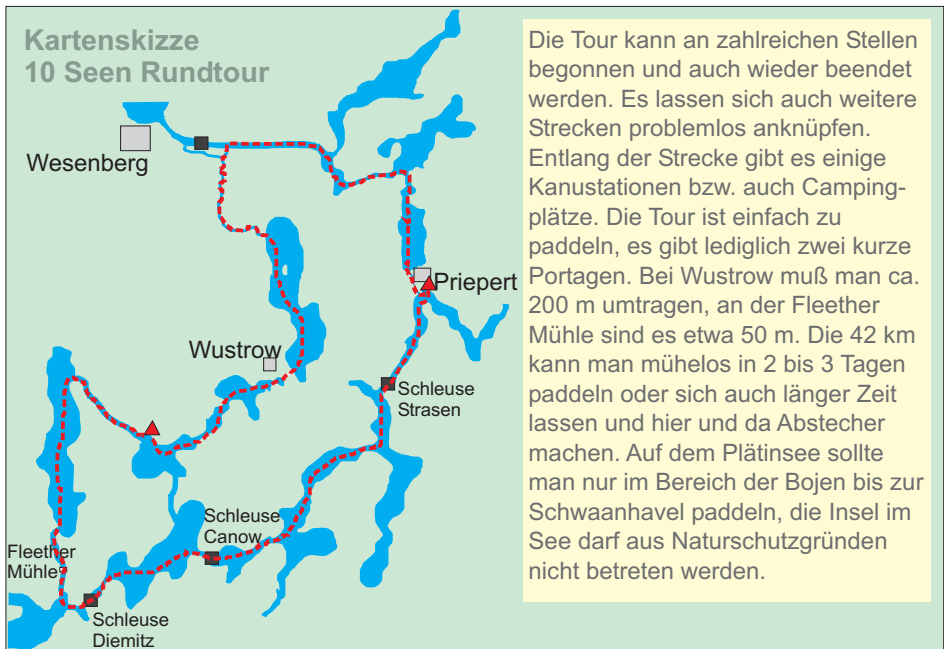 Kartenskizze
10 Seen Rundtour
Wesenberg
Priepert
Wustrow
Schleuse
Strasen
Schleuse
Canow
Fleether
Mühle
Schleuse
Diemitz
Die Tour kann an zahlreichen Stellen
begonnen und auch wieder beendet
werden. Es lassen sich auch weitere
Strecken problemlos anknüpfen.
Entlang der Strecke gibt es einige
Kanustationen bzw. auch Camping-
plätze. Die Tour ist einfach zu
paddeln, es gibt lediglich zwei kurze
Portagen. Bei Wustrow muß man ca.
200 m umtragen, an der Fleether
Mühle sind es etwa 50 m. Die 42 km
kann man mühelos in 2 bis 3 Tagen
paddeln oder sich auch länger Zeit
lassen und hier und da Abstecher
machen. Auf dem Plätinsee sollte
man nur im Bereich der Bojen bis zur
Schwaanhavel paddeln, die Insel im
See darf aus Naturschutzgründen
nicht betreten werden.